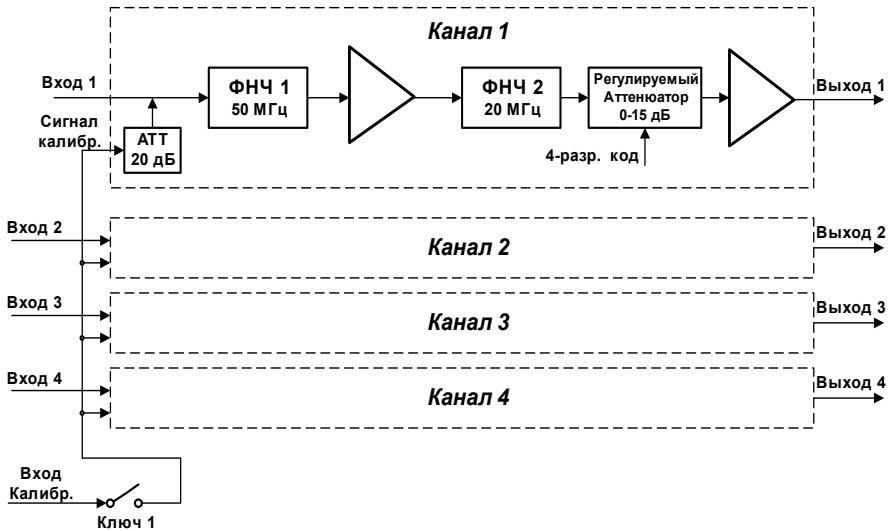 Канал 1
Вход 1
ФНЧ 1
50 МГц
ФНЧ 2
20 МГц
Регулируемый
Аттенюатор
0-15 дБ
Выход 1
Сигнал
калибр.
АТТ
20 дБ
4-разр. код
Вход 2
Канал 2
Выход 2
Вход 3
Канал 3
Выход 3
Вход 4
Канал 4
Выход 4
Вход
Калибр.
Ключ 1